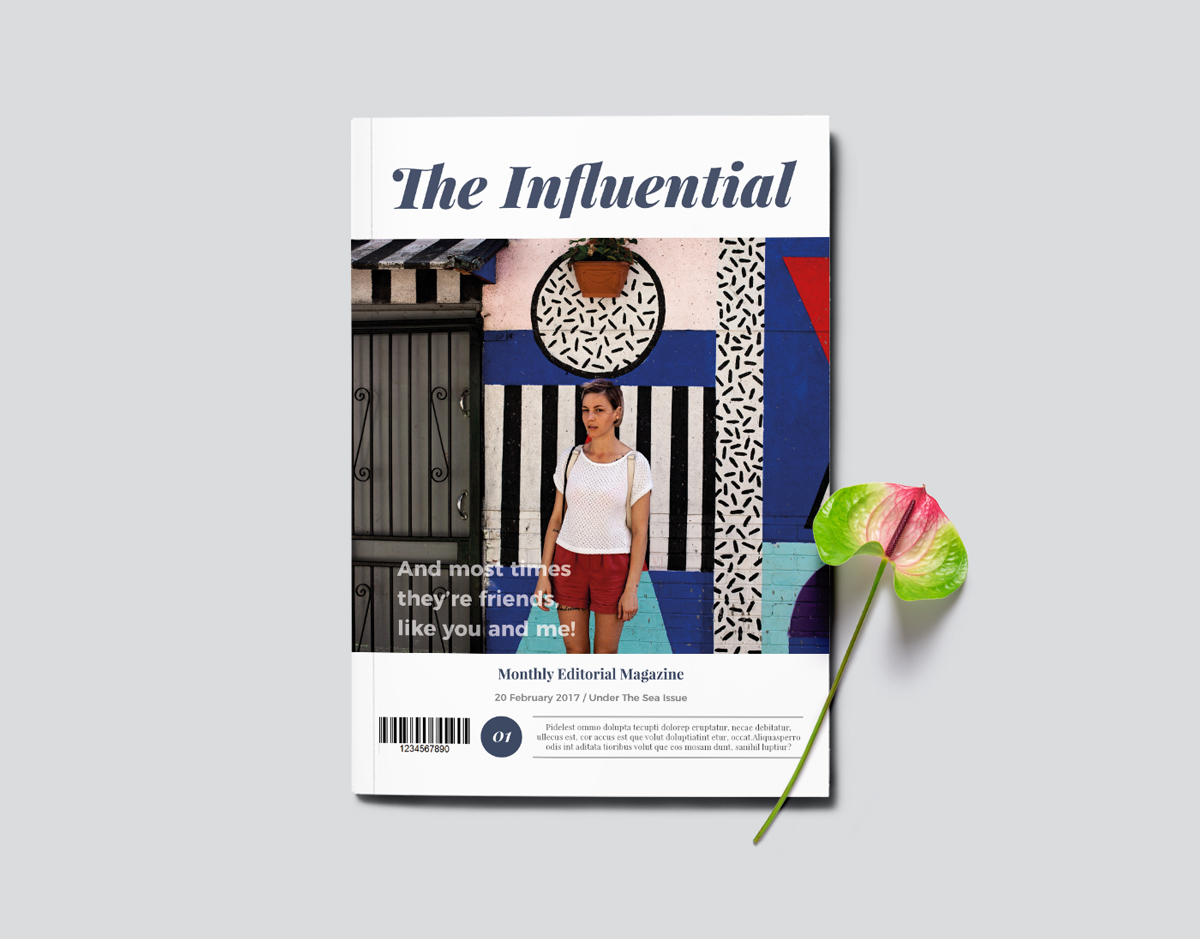 The Influential
And most times
they're friends,
like you and me!
Monthly Editorial Magazine
20 February 2017 / Under The Sea Issue
1234567890
01
Pidelest ommo dolupta tecupti dolorep eruptatur, necae debitatur,
ullecus est, cor accus est que volut doluptiatint etur, occat.Aliquasperro
odis int aditata tioribus volut que eos mosam dunt, sanihil luptiur?